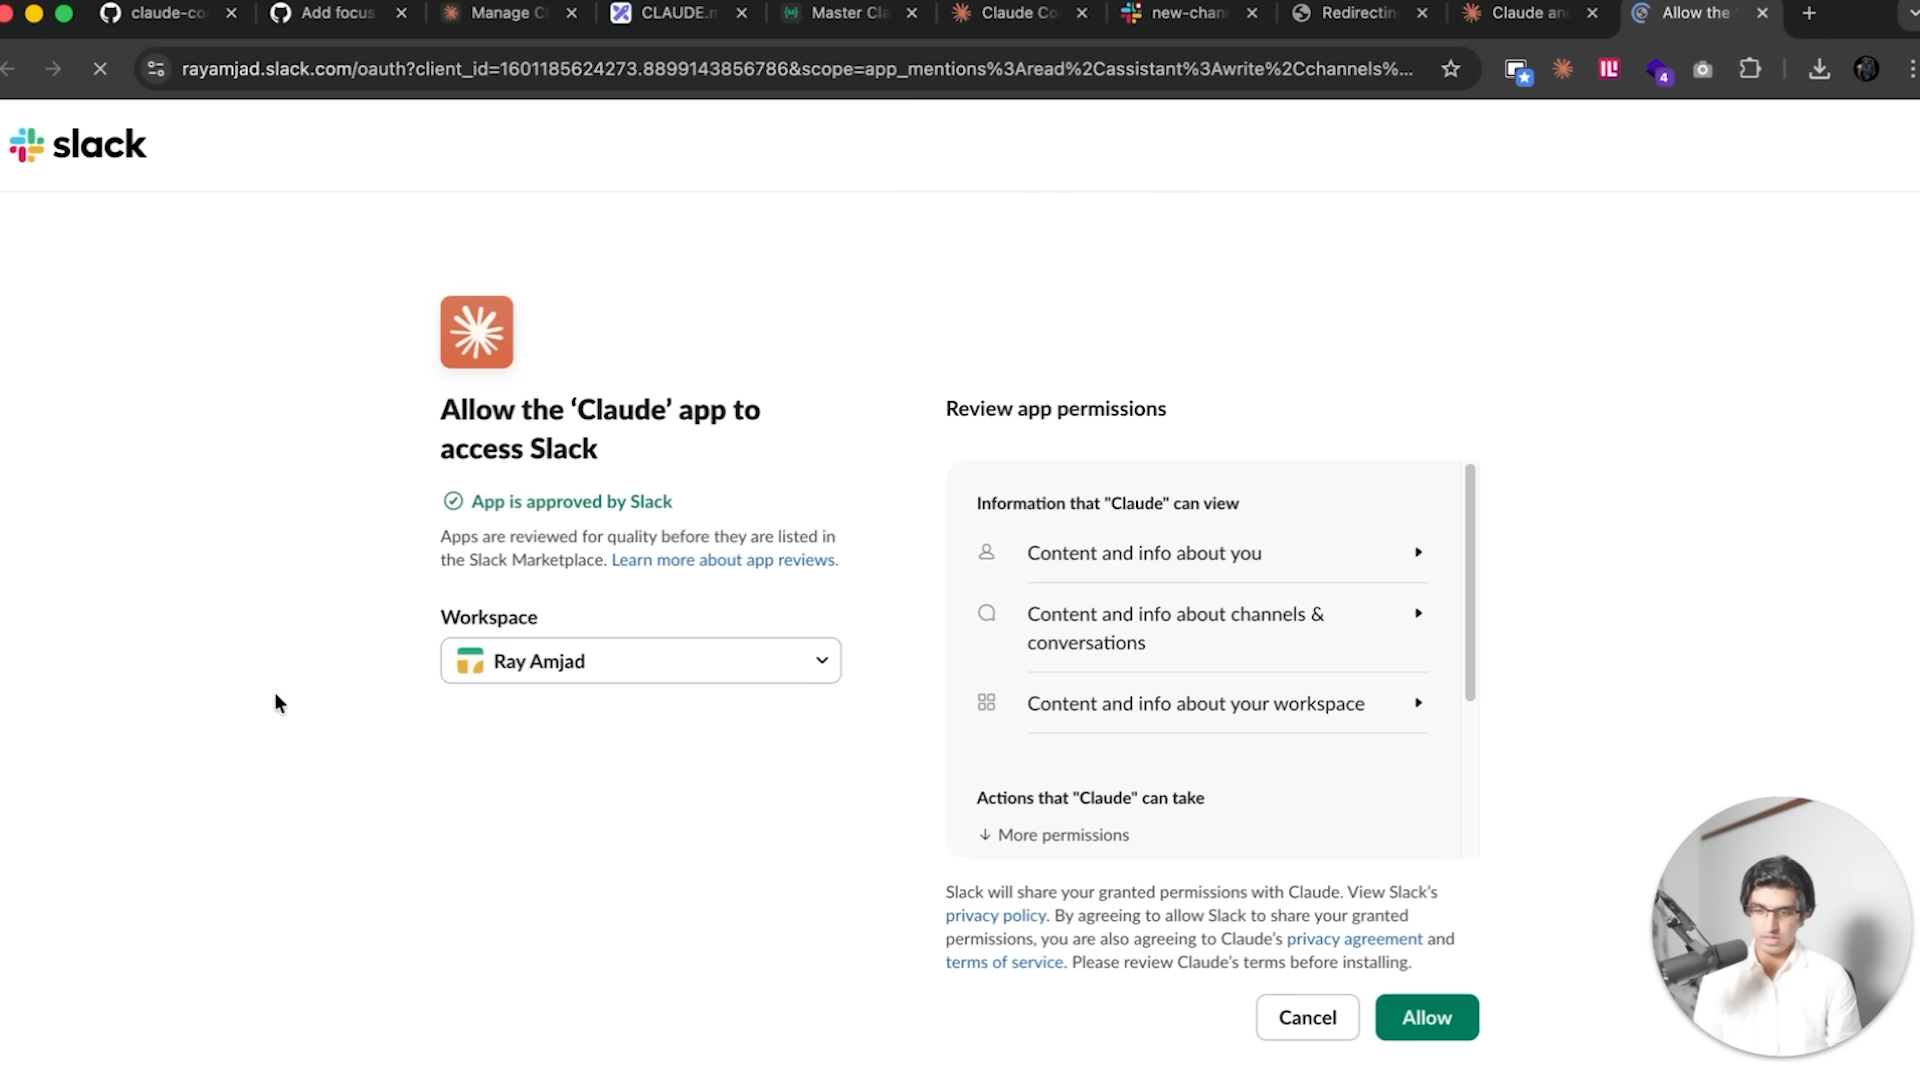 claude-co
Add focus
Manage Cl
CLAUDE.m
Master Cla
Claude Co
new-chan
Redirectin
Claude an
Allow the
rayamjad.slack.com/oauth?client_id=1601185624273.8899143856786&scope=app_mentions%3Aread%2Cassistant%3Awrite%2Cchannels%...
4
slack
Allow the ‘Claude’ app to
access Slack
App is approved by Slack
Apps are reviewed for quality before they are listed in
the Slack Marketplace. Learn more about app reviews.
Workspace
Ray Amjad
Review app permissions
Information that "Claude" can view
Content and info about you
Content and info about channels &
conversations
Content and info about your workspace
Actions that "Claude" can take
More permissions
Slack will share your granted permissions with Claude. View Slack’s
privacy policy. By agreeing to allow Slack to share your granted
permissions, you are also agreeing to Claude’s privacy agreement and
terms of service. Please review Claude’s terms before installing.
Cancel
Allow